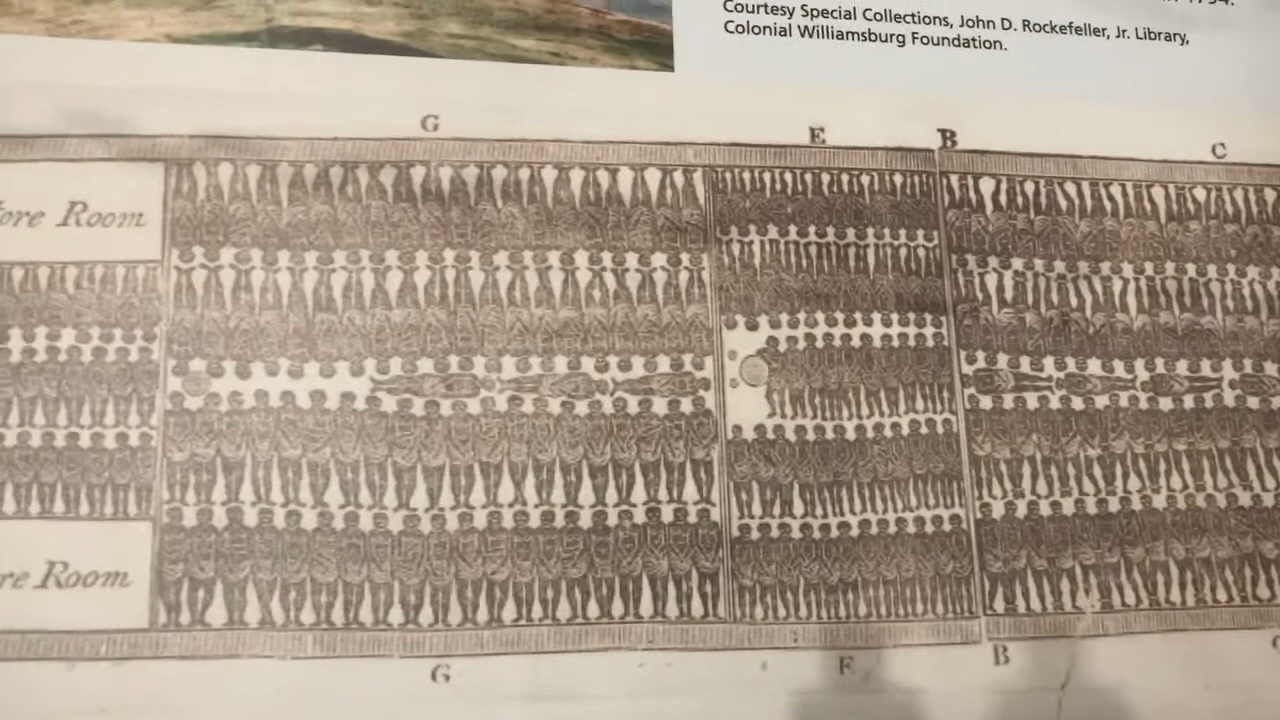 Courtesy Special Collections, John D. Rockefeller, Jr. Library,
Colonial Williamsburg Foundation.
G
E
B
C
ore Room
re Room
G
F
B